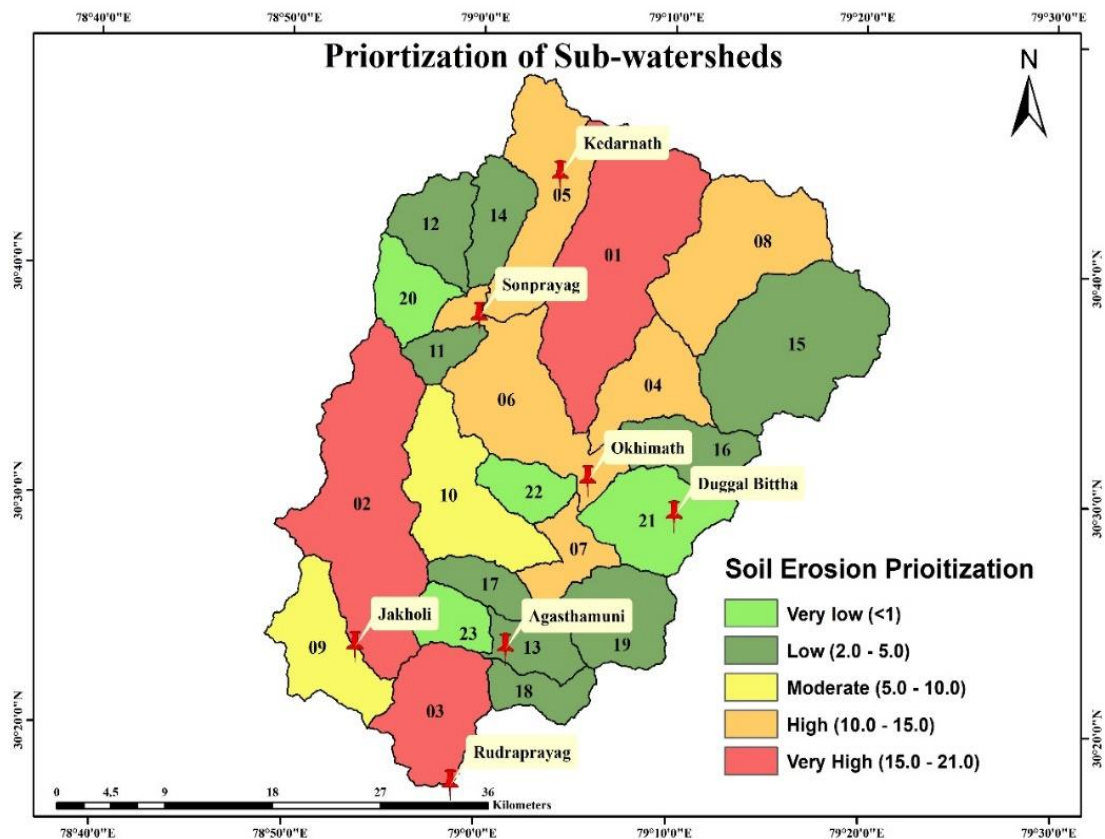 78°40'0"E 78°50'0"E 79°0'0"E 79°10'0"E 79°20'0"E 79°30'0"E
Priortization of Sub-watersheds
N
Kedarnath
05
12
14
08
01
30°40'0"N
30°40'0"N
Sonprayag
20
15
11
04
06
Okhimath
16
Duggal Bittha
30°30'0"N
30°30'0"N
10
22
02
21
07
Soil Erosion Prioitization
17
Very low (<1)
Jakholi
Agasthamuni
23
13
19
Low (2.0 - 5.0)
09
18
Moderate (5.0 - 10.0)
03
High (10.0 - 15.0)
30°20'0"N
30°20'0"N
Rudraprayag
Very High (15.0 - 21.0)
0 4.5 9 18 27 36
Kilometers
78°40'0"E 78°50'0"E 79°0'0"E 79°10'0"E 79°20'0"E 79°30'0"E